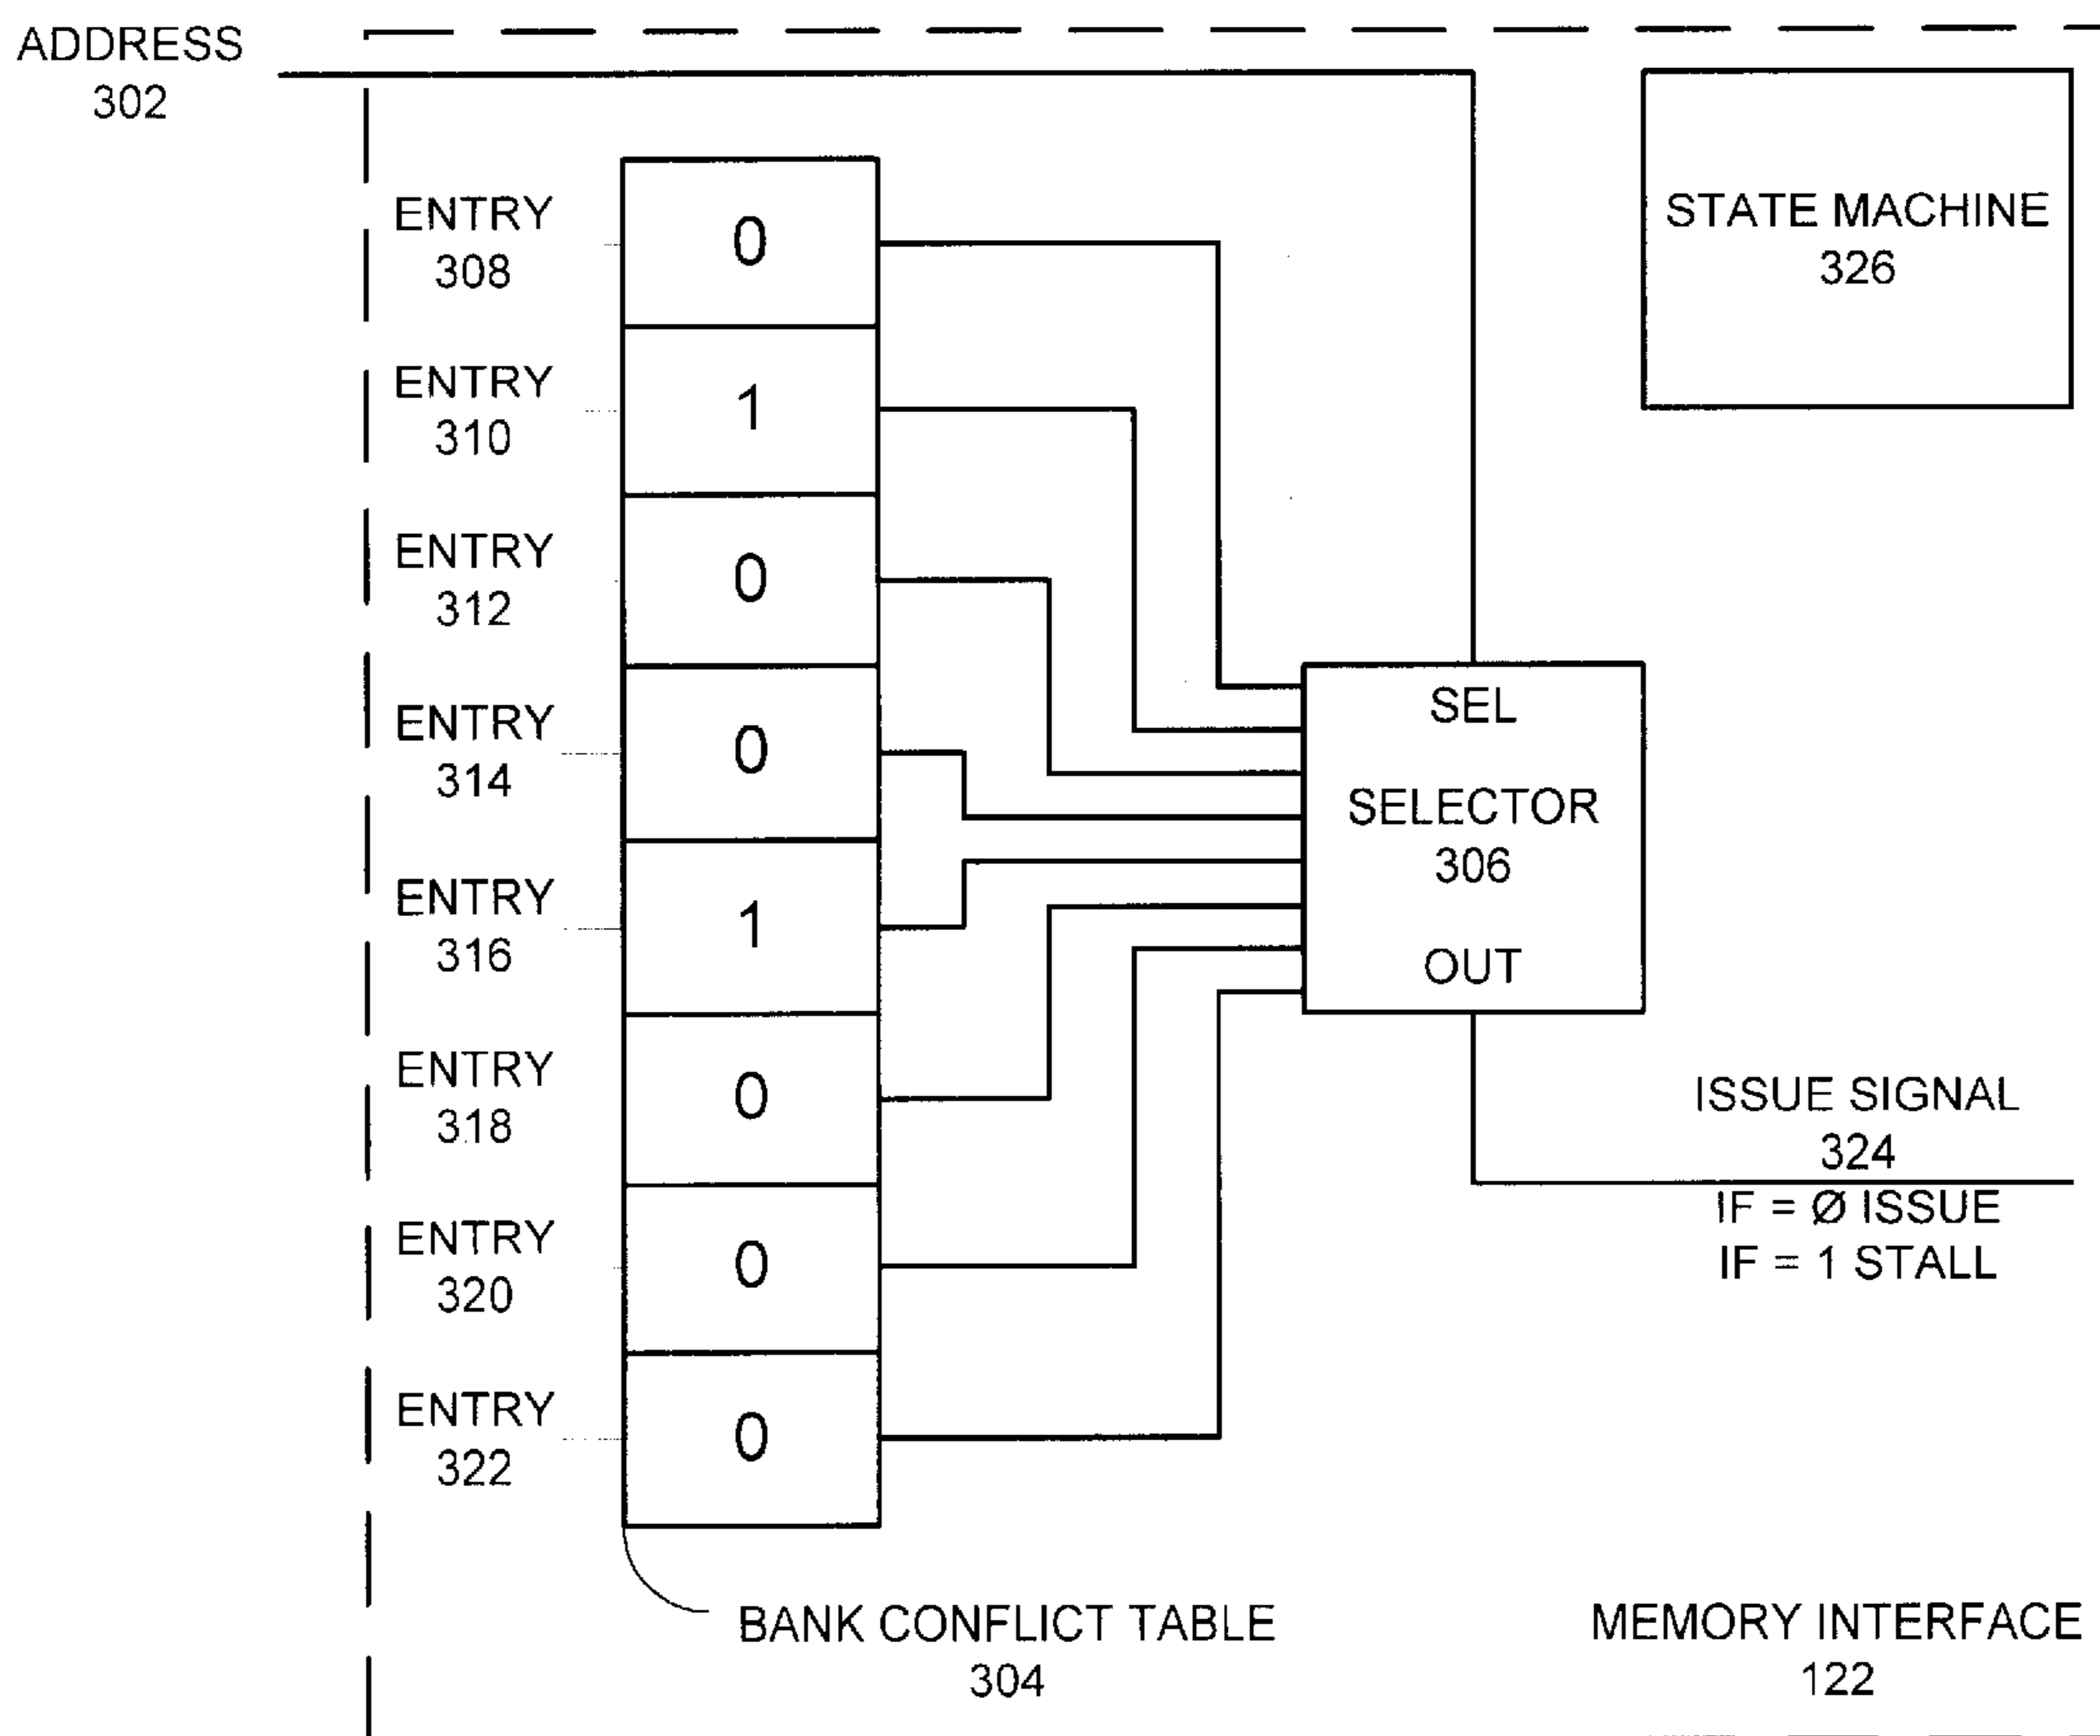 ADDRESS
302
ENTRY
308
0
STATE MACHINE
326
ENTRY
310
1
ENTRY
312
0
ENTRY
314
0
SEL
SELECTOR
306
OUT
ENTRY
316
1
ENTRY
318
0
ISSUE SIGNAL
324
IF = Ø ISSUE
IF = 1 STALL
ENTRY
320
0
ENTRY
322
0
BANK CONFLICT TABLE
304
MEMORY INTERFACE
122